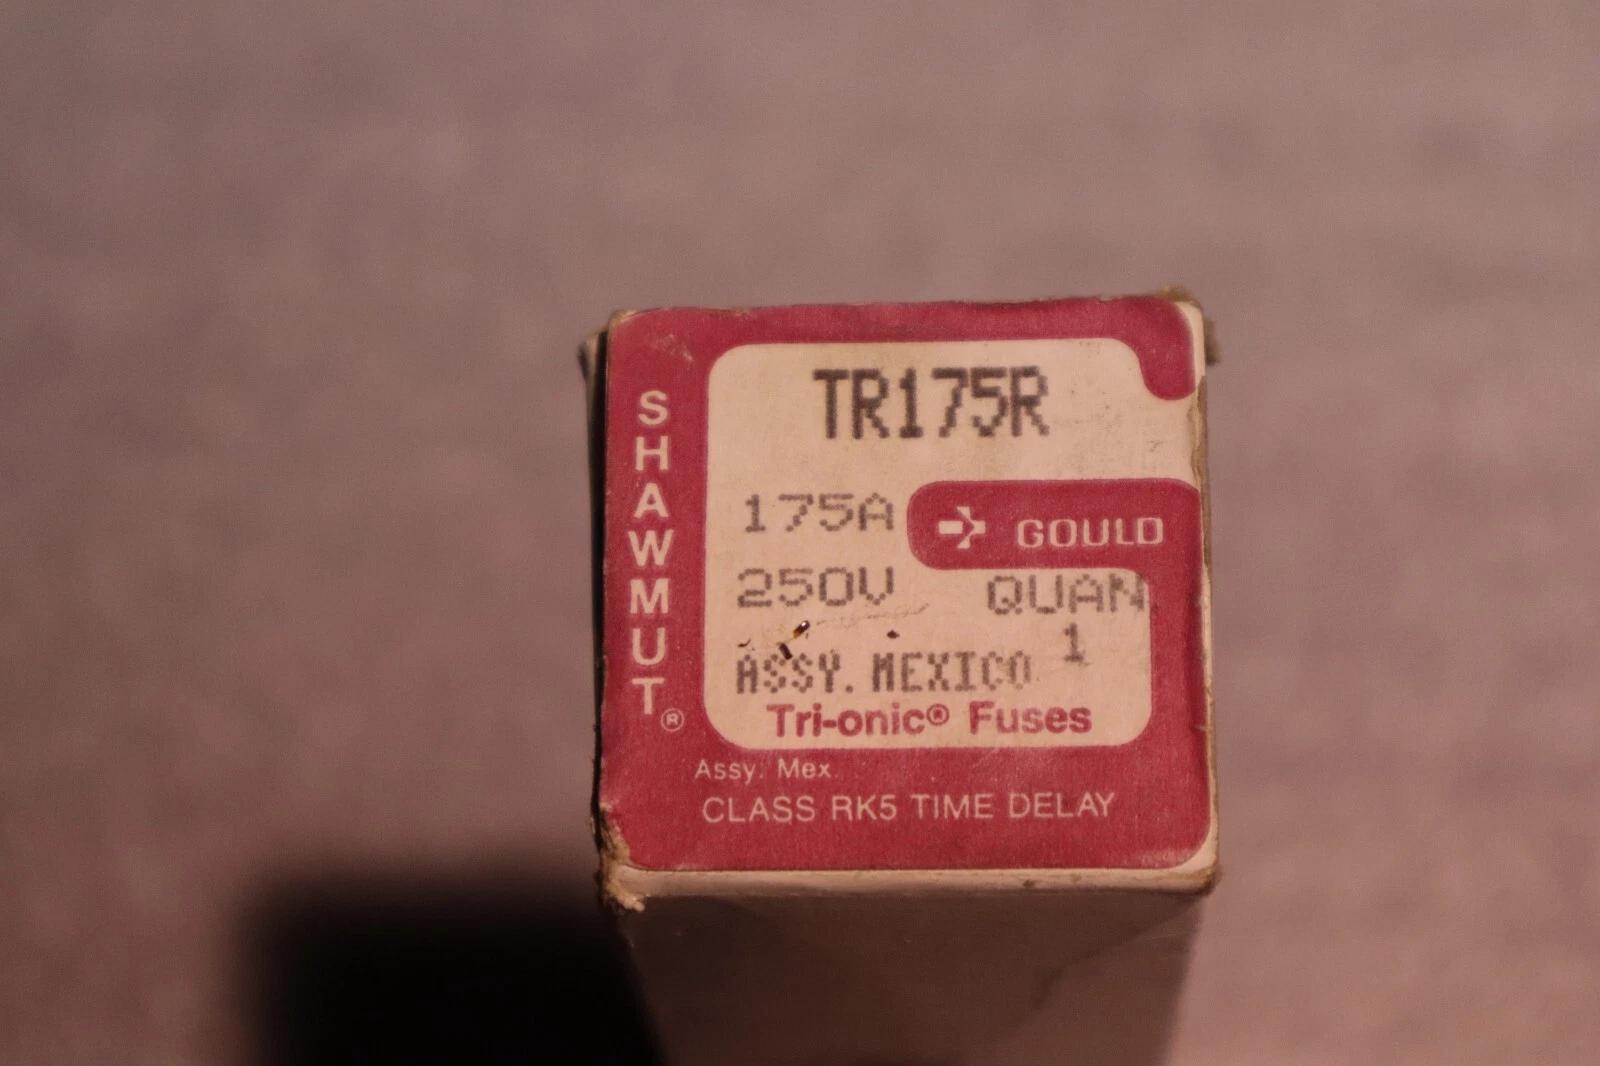 SHAWMUT®
TR175R
175A
GOULD
250V QUAN
1
ASSY. MEXICO
Tri-onic® Fuses
Assy. Mex.
CLASS RK5 TIME DELAY